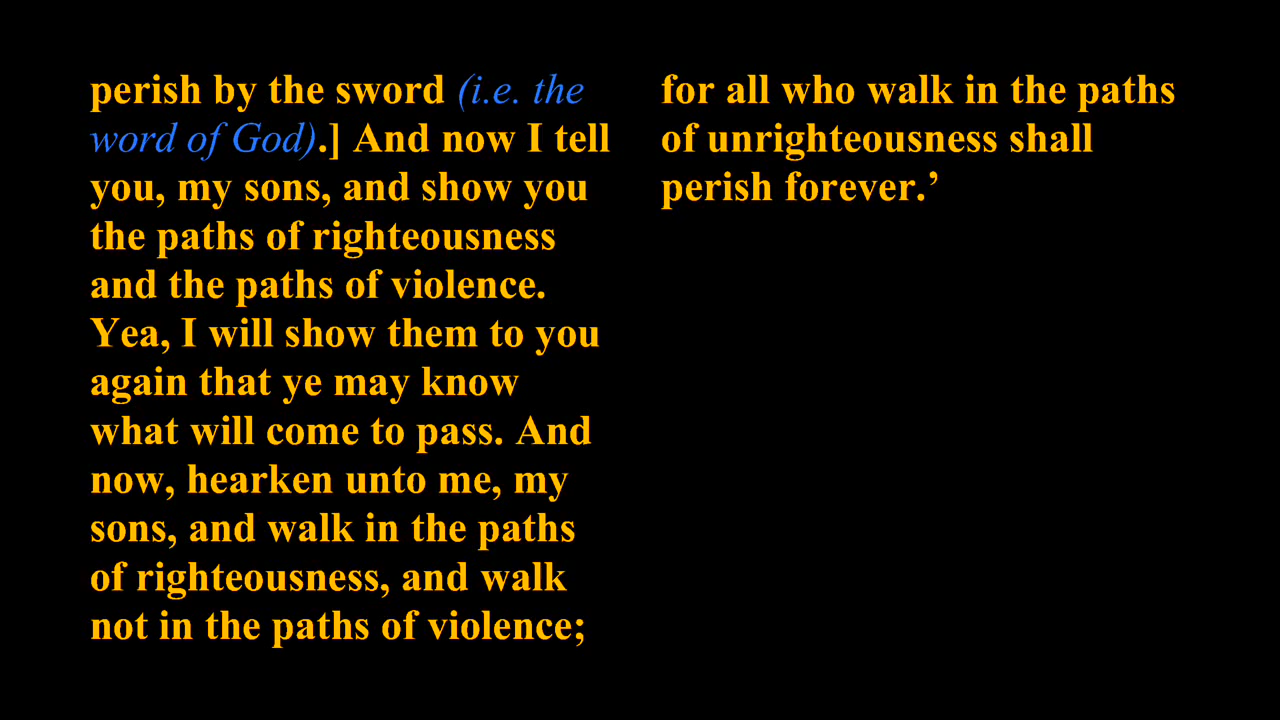 perish by the sword (i.e. the
word of God).] And now I tell
you, my sons, and show you
the paths of righteousness
and the paths of violence.
Yea, I will show them to you
again that ye may know
what will come to pass. And
now, hearken unto me, my
sons, and walk in the paths
of righteousness, and walk
not in the paths of violence;
for all who walk in the paths
of unrighteousness shall
perish forever.’